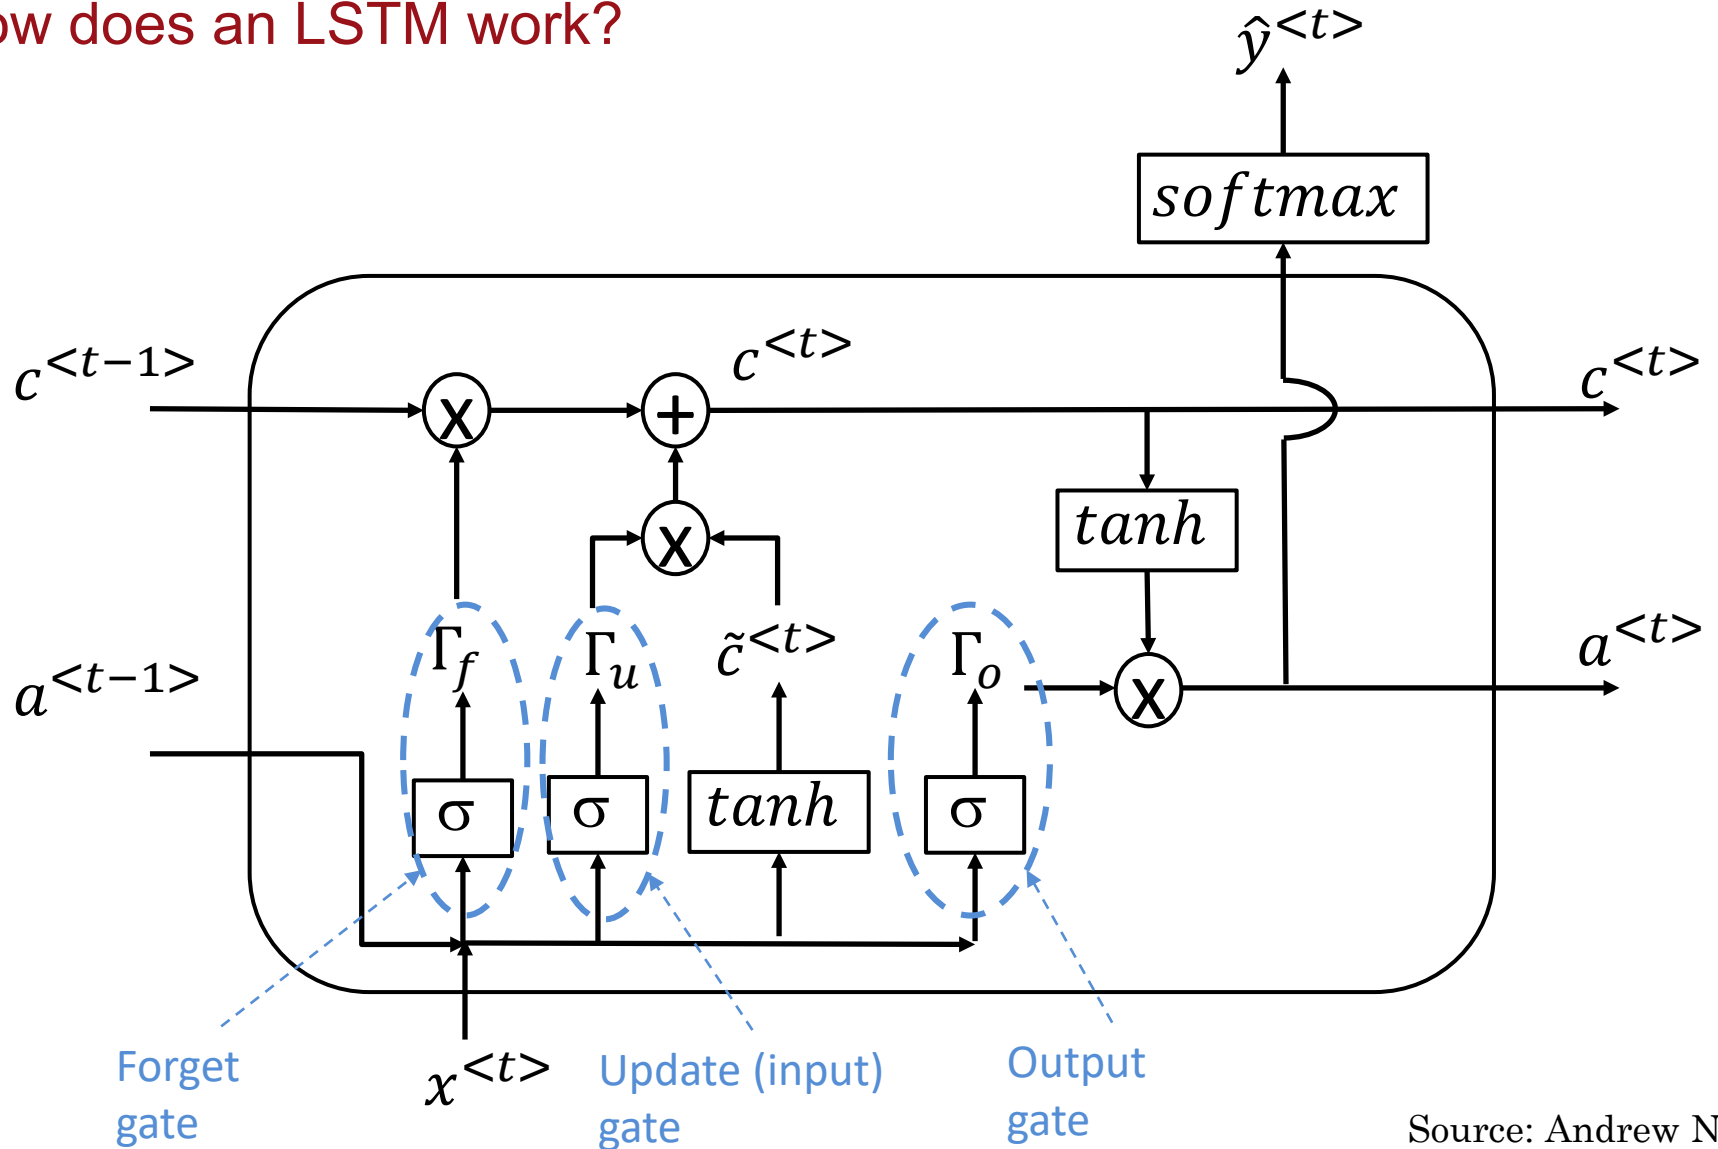 ow does an LSTM work?
ŷ<t>
softmax
c<t−1>
c<t>
c<t>
x
+
x
tanh
Γf
Γu
c̃<t>
Γo
a<t−1>
x
a<t>
σ
σ
tanh
σ
Forget
gate
x<t>
Update (input)
gate
Output
gate
Source: Andrew N